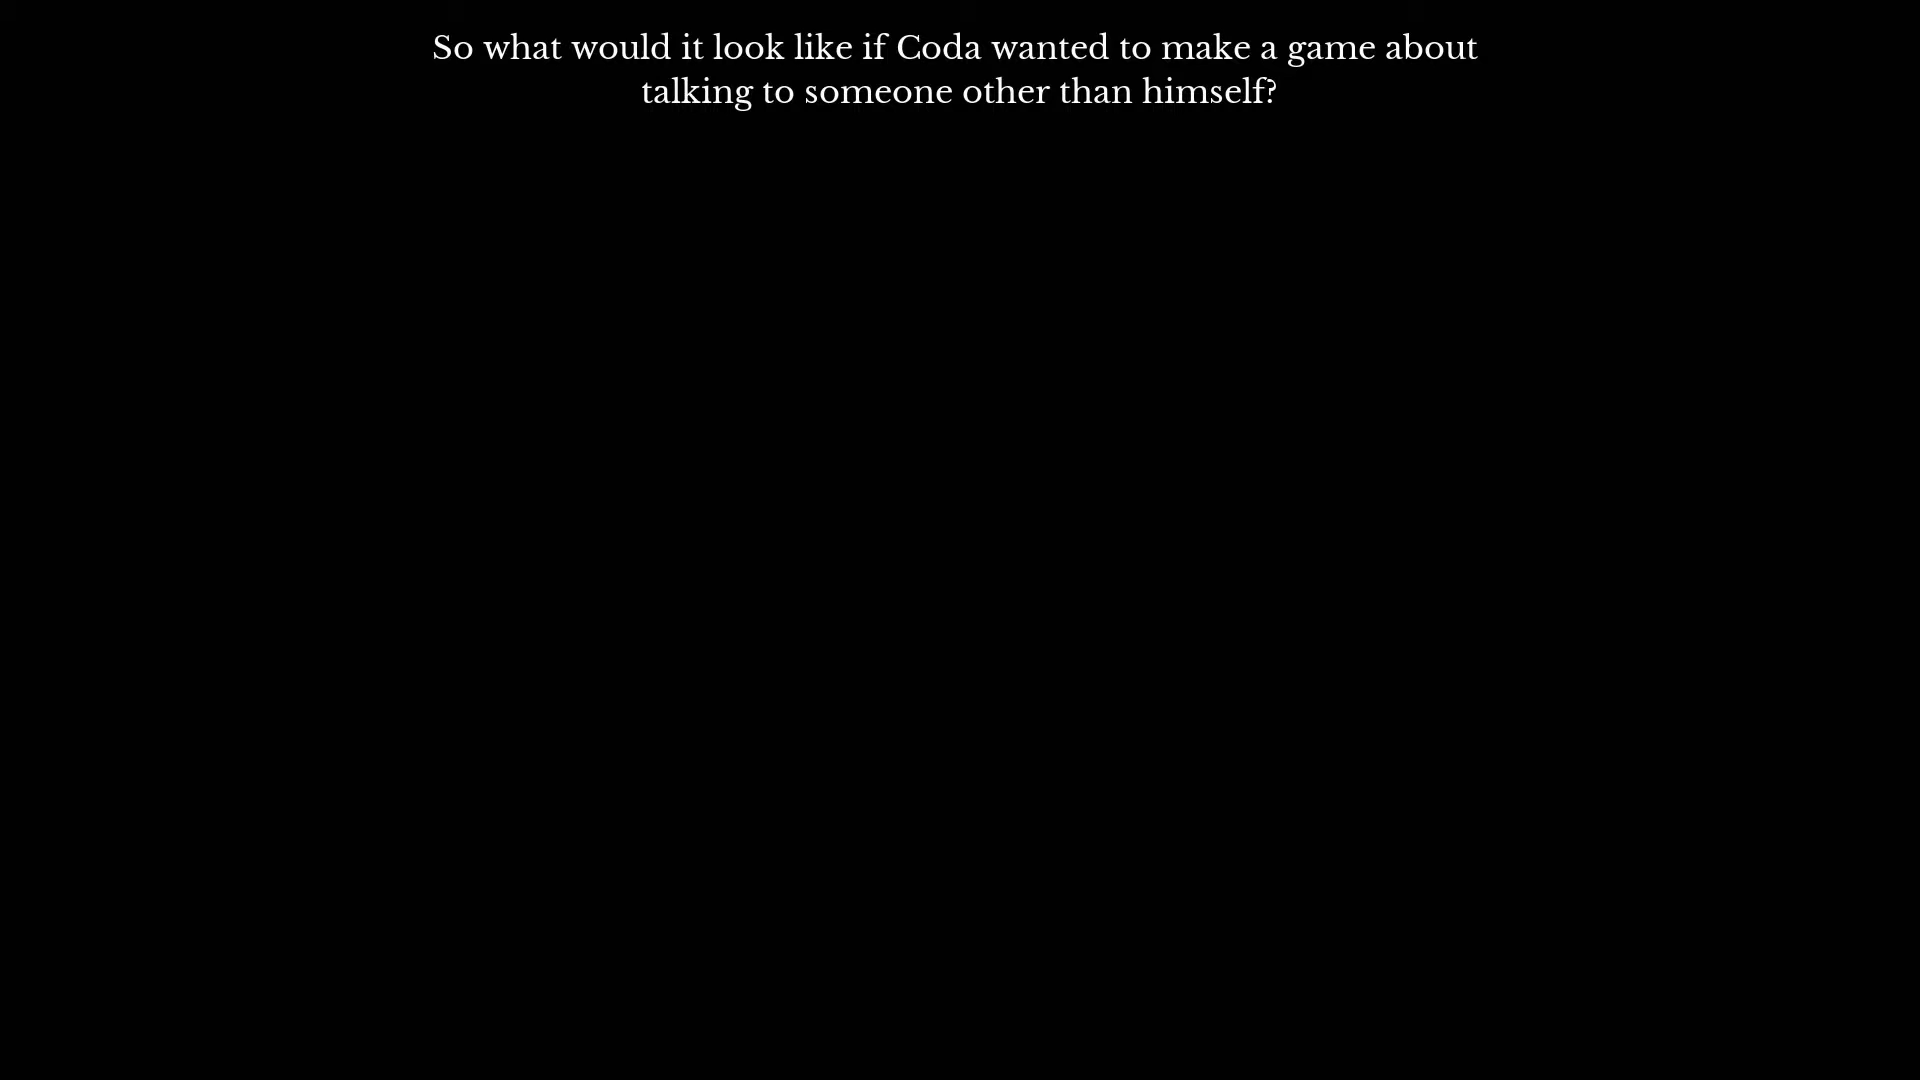 So what would it look like if Coda wanted to make a game about
talking to someone other than himself?